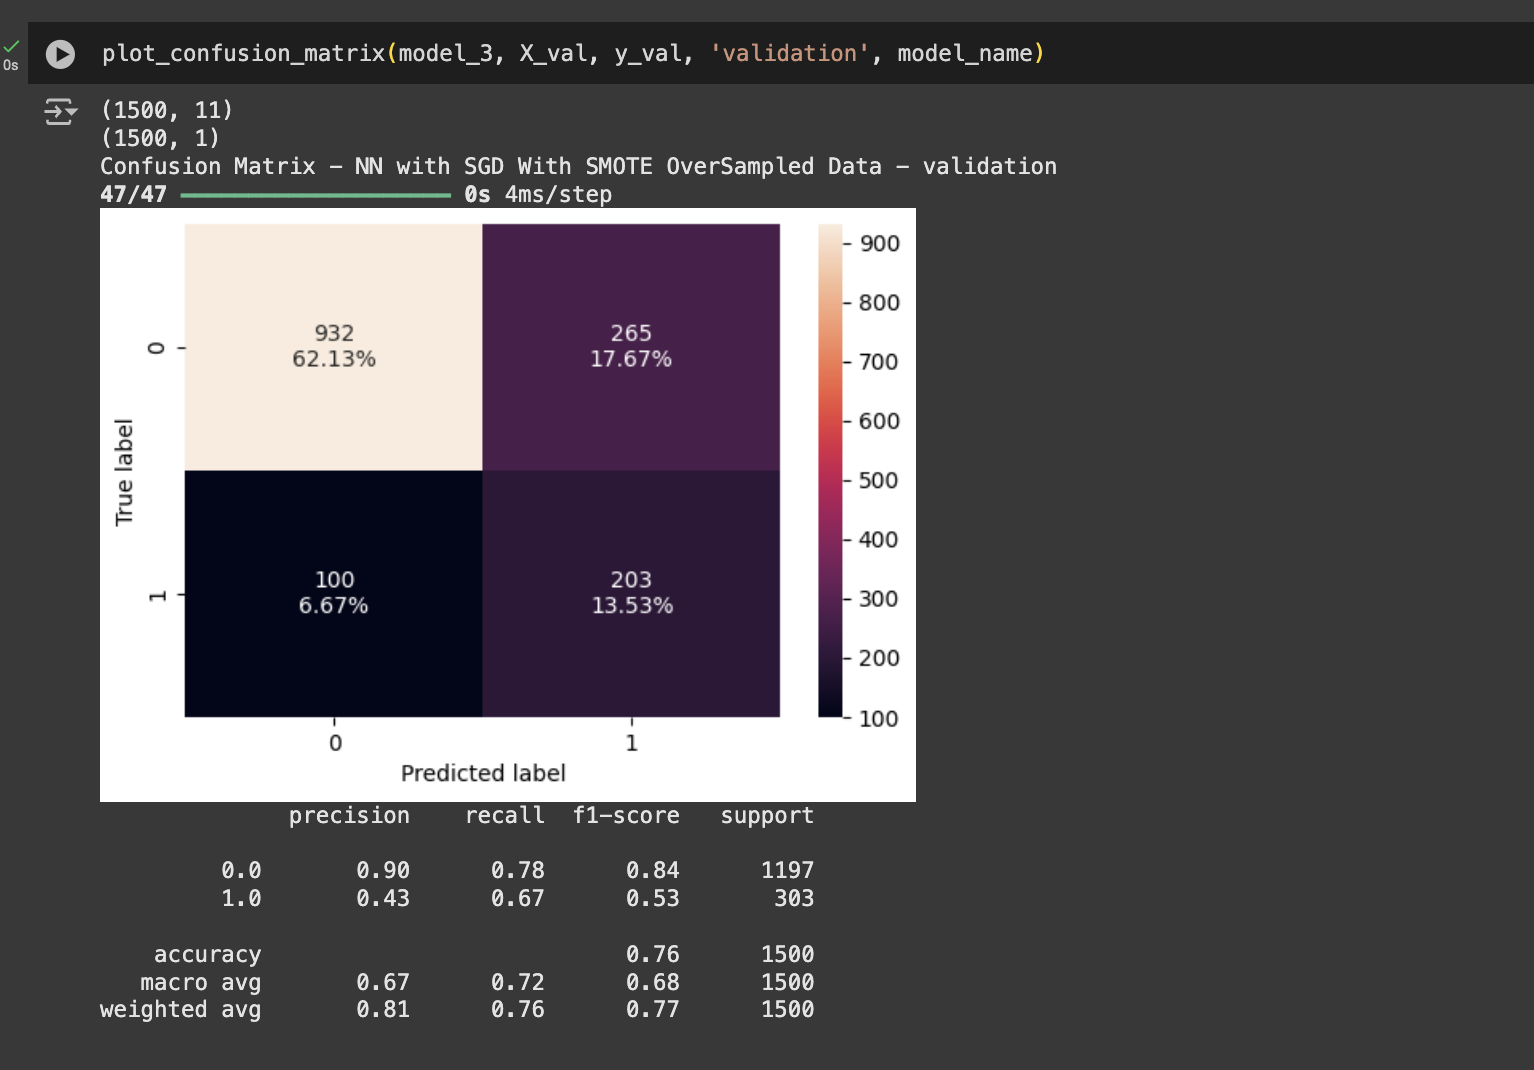 plot_confusion_matrix(model_3, X_val, y_val, 'validation', model_name)
0s
(1500, 11)
(1500, 1)
Confusion Matrix – NN with SGD With SMOTE OverSampled Data – validation
47/47 ━━━━━━━━━━━━━━━━━━━━ 0s 4ms/step
932
62.13%
265
17.67%
100
6.67%
203
13.53%
True label
0
1
0
1
Predicted label
900
800
700
600
500
400
300
200
100
precision recall f1-score support
0.0 0.90 0.78 0.84 1197
1.0 0.43 0.67 0.53 303
accuracy 0.76 1500
macro avg 0.67 0.72 0.68 1500
weighted avg 0.81 0.76 0.77 1500